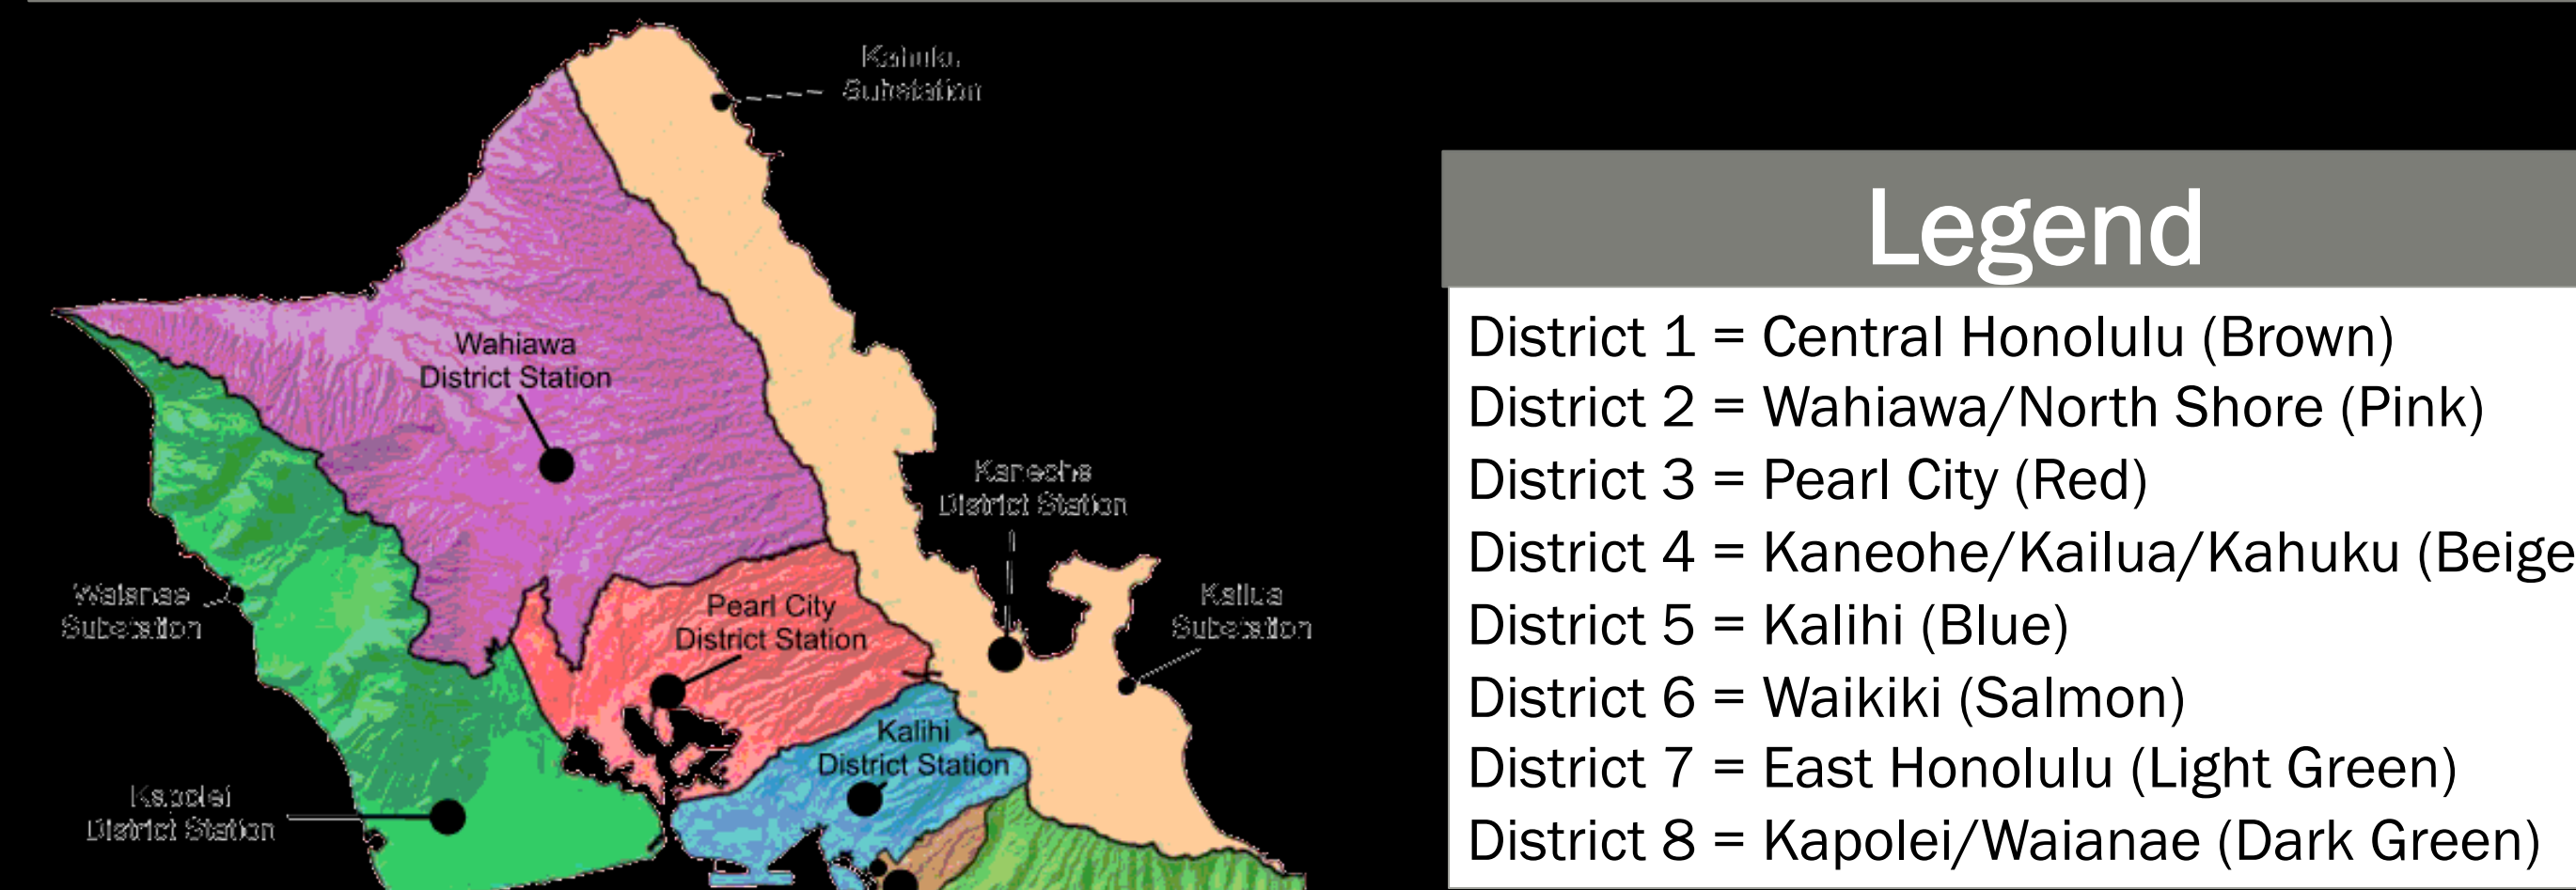 Kahuku
Substation
Legend
District 1 = Central Honolulu (Brown)
District 2 = Wahiawa/North Shore (Pink)
District 3 = Pearl City (Red)
District 4 = Kaneohe/Kailua/Kahuku (Beige
District 5 = Kalihi (Blue)
District 6 = Waikiki (Salmon)
District 7 = East Honolulu (Light Green)
District 8 = Kapolei/Waianae (Dark Green)
Wahiawa
District Station
Kaneohe
District Station
Waianae
Substation
Pearl City
District Station
Kailua
Substation
Kalihi
District Station
Kapolei
District Station